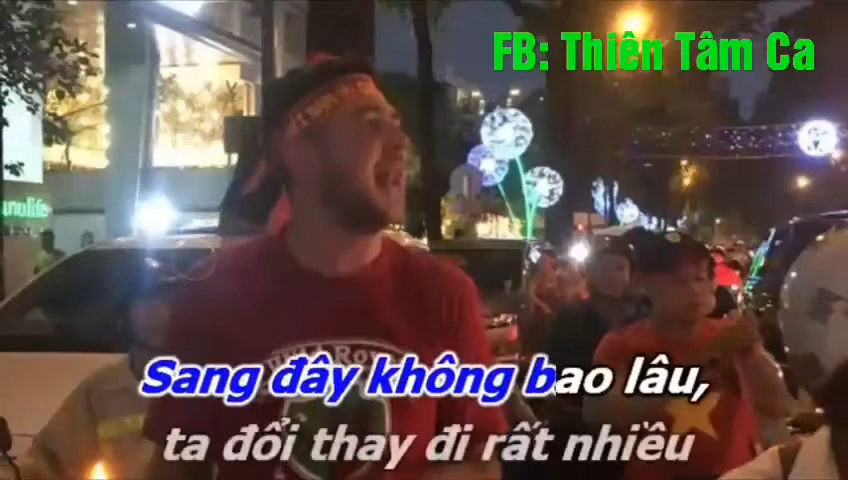 FB: Thiên Tâm Ca
Sang đây không bao lâu,
ta đổi thay đi rất nhiều